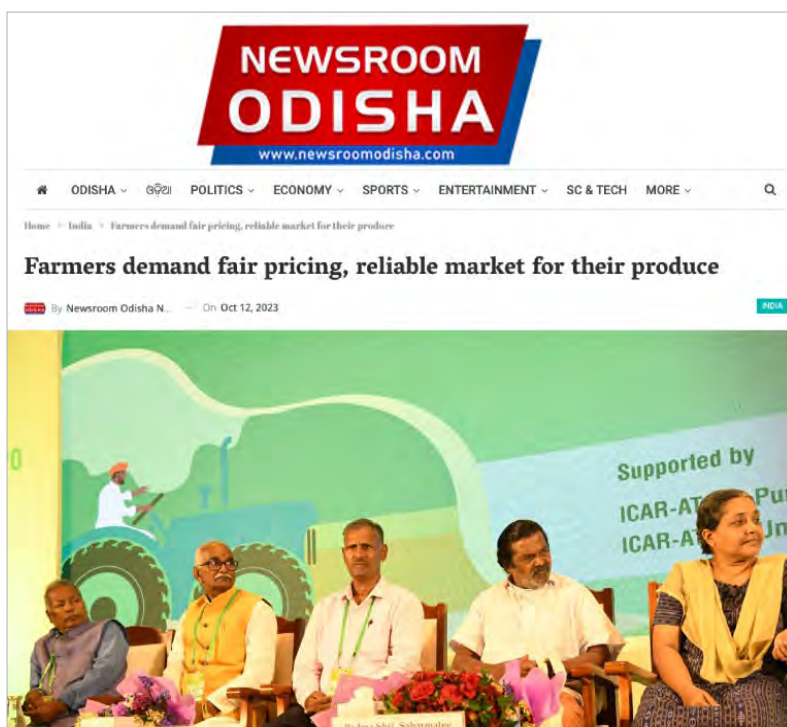 NEWSROOM
ODISHA
www.newsroomodisha.com
ODISHA ଓଡ଼ିଆ POLITICS ECONOMY SPORTS ENTERTAINMENT SC & TECH MORE
Home > India > Farmers demand fair pricing, reliable market for their produce
Farmers demand fair pricing, reliable market for their produce
By Newsroom Odisha N... — On Oct 12, 2023
INDIA
Supported by
ICAR-AT
ICAR-AT